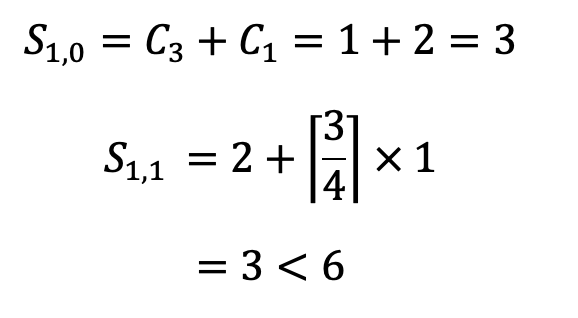 S₁,₀ = C₃ + C₁ = 1 + 2 = 3
S₁,₁ = 2 + ⌈3/4⌉ × 1
= 3 < 6